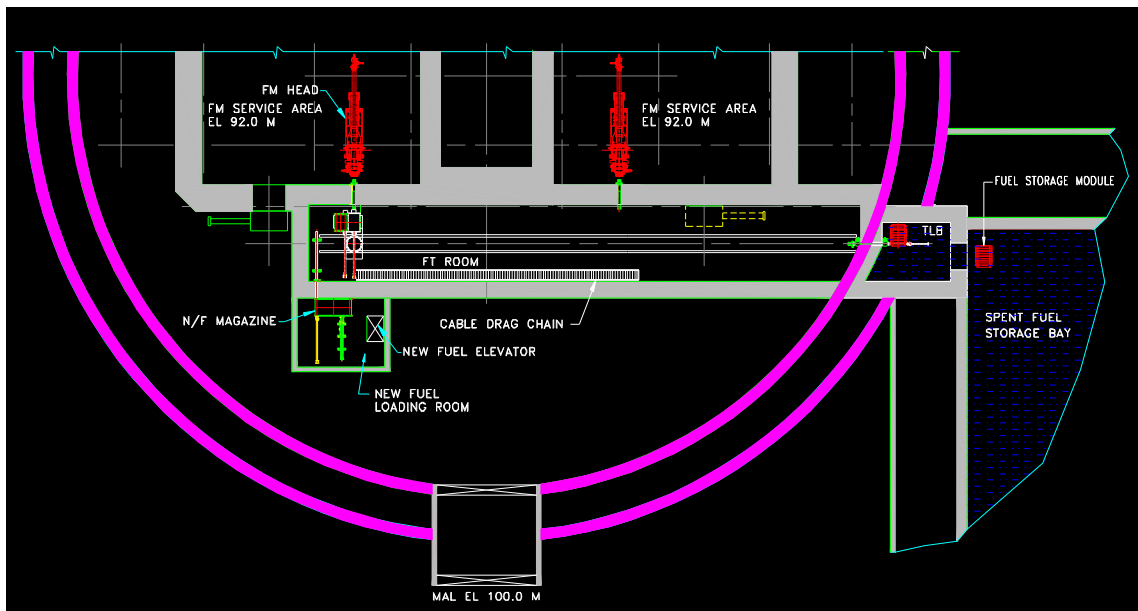 FM HEAD
FM SERVICE AREA
EL 92.0 M
FM SERVICE AREA
EL 92.0 M
FUEL STORAGE MODULE
TLB
FT ROOM
N/F MAGAZINE
CABLE DRAG CHAIN
SPENT FUEL
STORAGE BAY
NEW FUEL ELEVATOR
NEW FUEL
LOADING ROOM
MAL EL 100.0 M